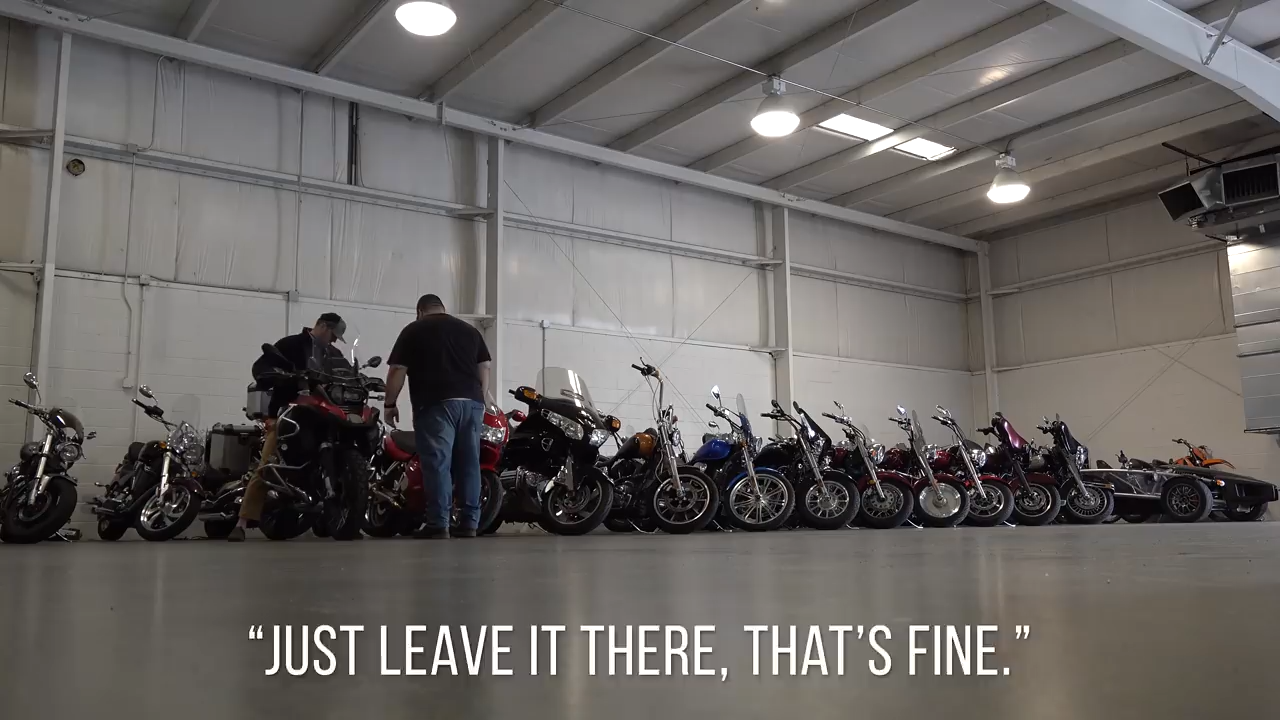 “JUST LEAVE IT THERE, THAT’S FINE.”